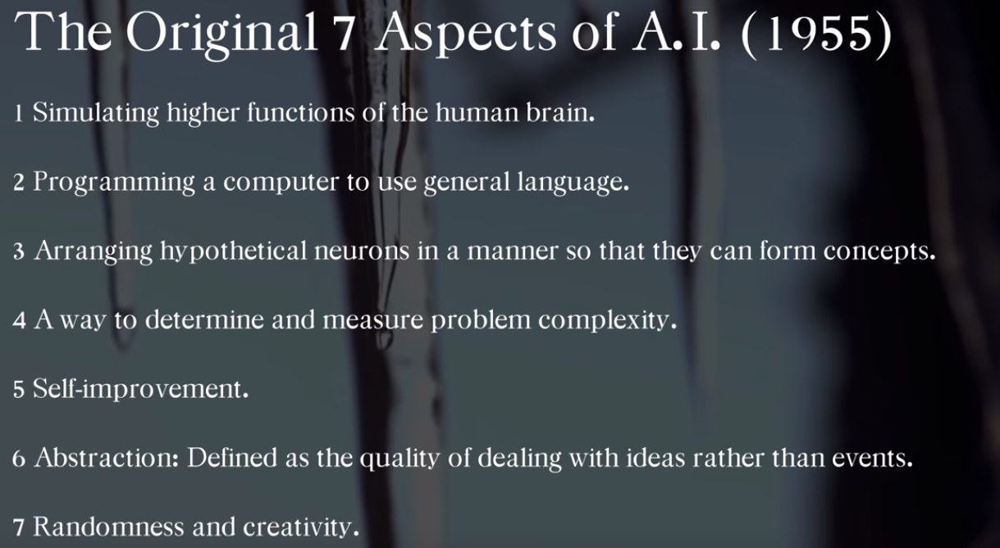 The Original 7 Aspects of A.I. (1955)
1 Simulating higher functions of the human brain.
2 Programming a computer to use general language.
3 Arranging hypothetical neurons in a manner so that they can form concepts.
4 A way to determine and measure problem complexity.
5 Self-improvement.
6 Abstraction: Defined as the quality of dealing with ideas rather than events.
7 Randomness and creativity.